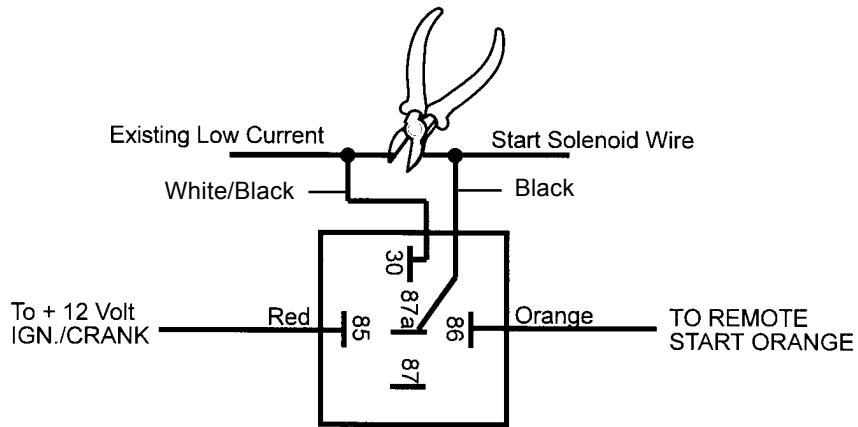 Existing Low Current
Start Solenoid Wire
White/Black
Black
30
87a
To + 12 Volt
IGN./CRANK
Red
85
86
Orange
TO REMOTE
START ORANGE
87